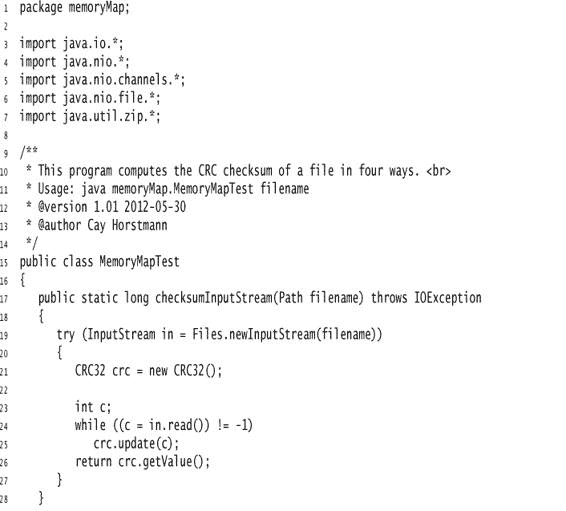 1 package memoryMap;
2
3 import java.io.*;
4 import java.nio.*;
5 import java.nio.channels.*;
6 import java.nio.file.*;
7 import java.util.zip.*;
8
9 /**
10  * This program computes the CRC checksum of a file in four ways. <br>
11  * Usage: java memoryMap.MemoryMapTest filename
12  * @version 1.01 2012-05-30
13  * @author Cay Horstmann
14  */
15 public class MemoryMapTest
16 {
17    public static long checksumInputStream(Path filename) throws IOException
18    {
19       try (InputStream in = Files.newInputStream(filename))
20       {
21          CRC32 crc = new CRC32();
22
23          int c;
24          while ((c = in.read()) != -1)
25             crc.update(c);
26          return crc.getValue();
27       }
28    }